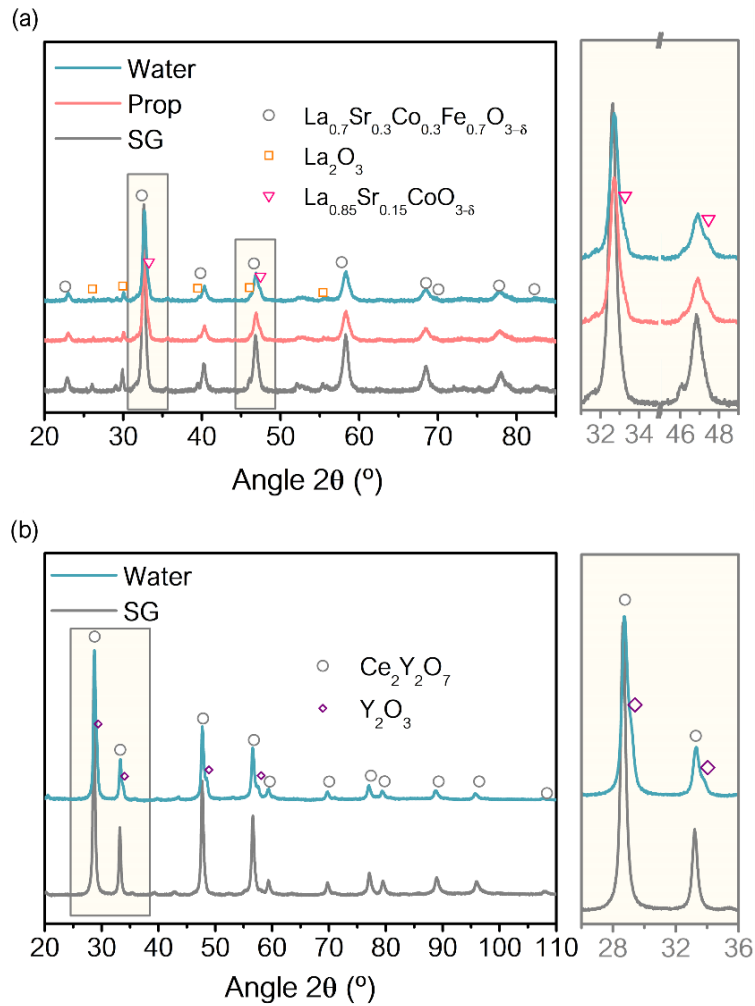 (a)
Water
Prop
SG
La0.7Sr0.3Co0.3Fe0.7O3-δ
La2O3
La0.85Sr0.15CoO3-δ
20 30 40 50 60 70 80
32 34 46 48
Angle 2θ (º)
(b)
Water
SG
Ce2Y2O7
Y2O3
20 30 40 50 60 70 80 90 100 110
28 32 36
Angle 2θ (º)